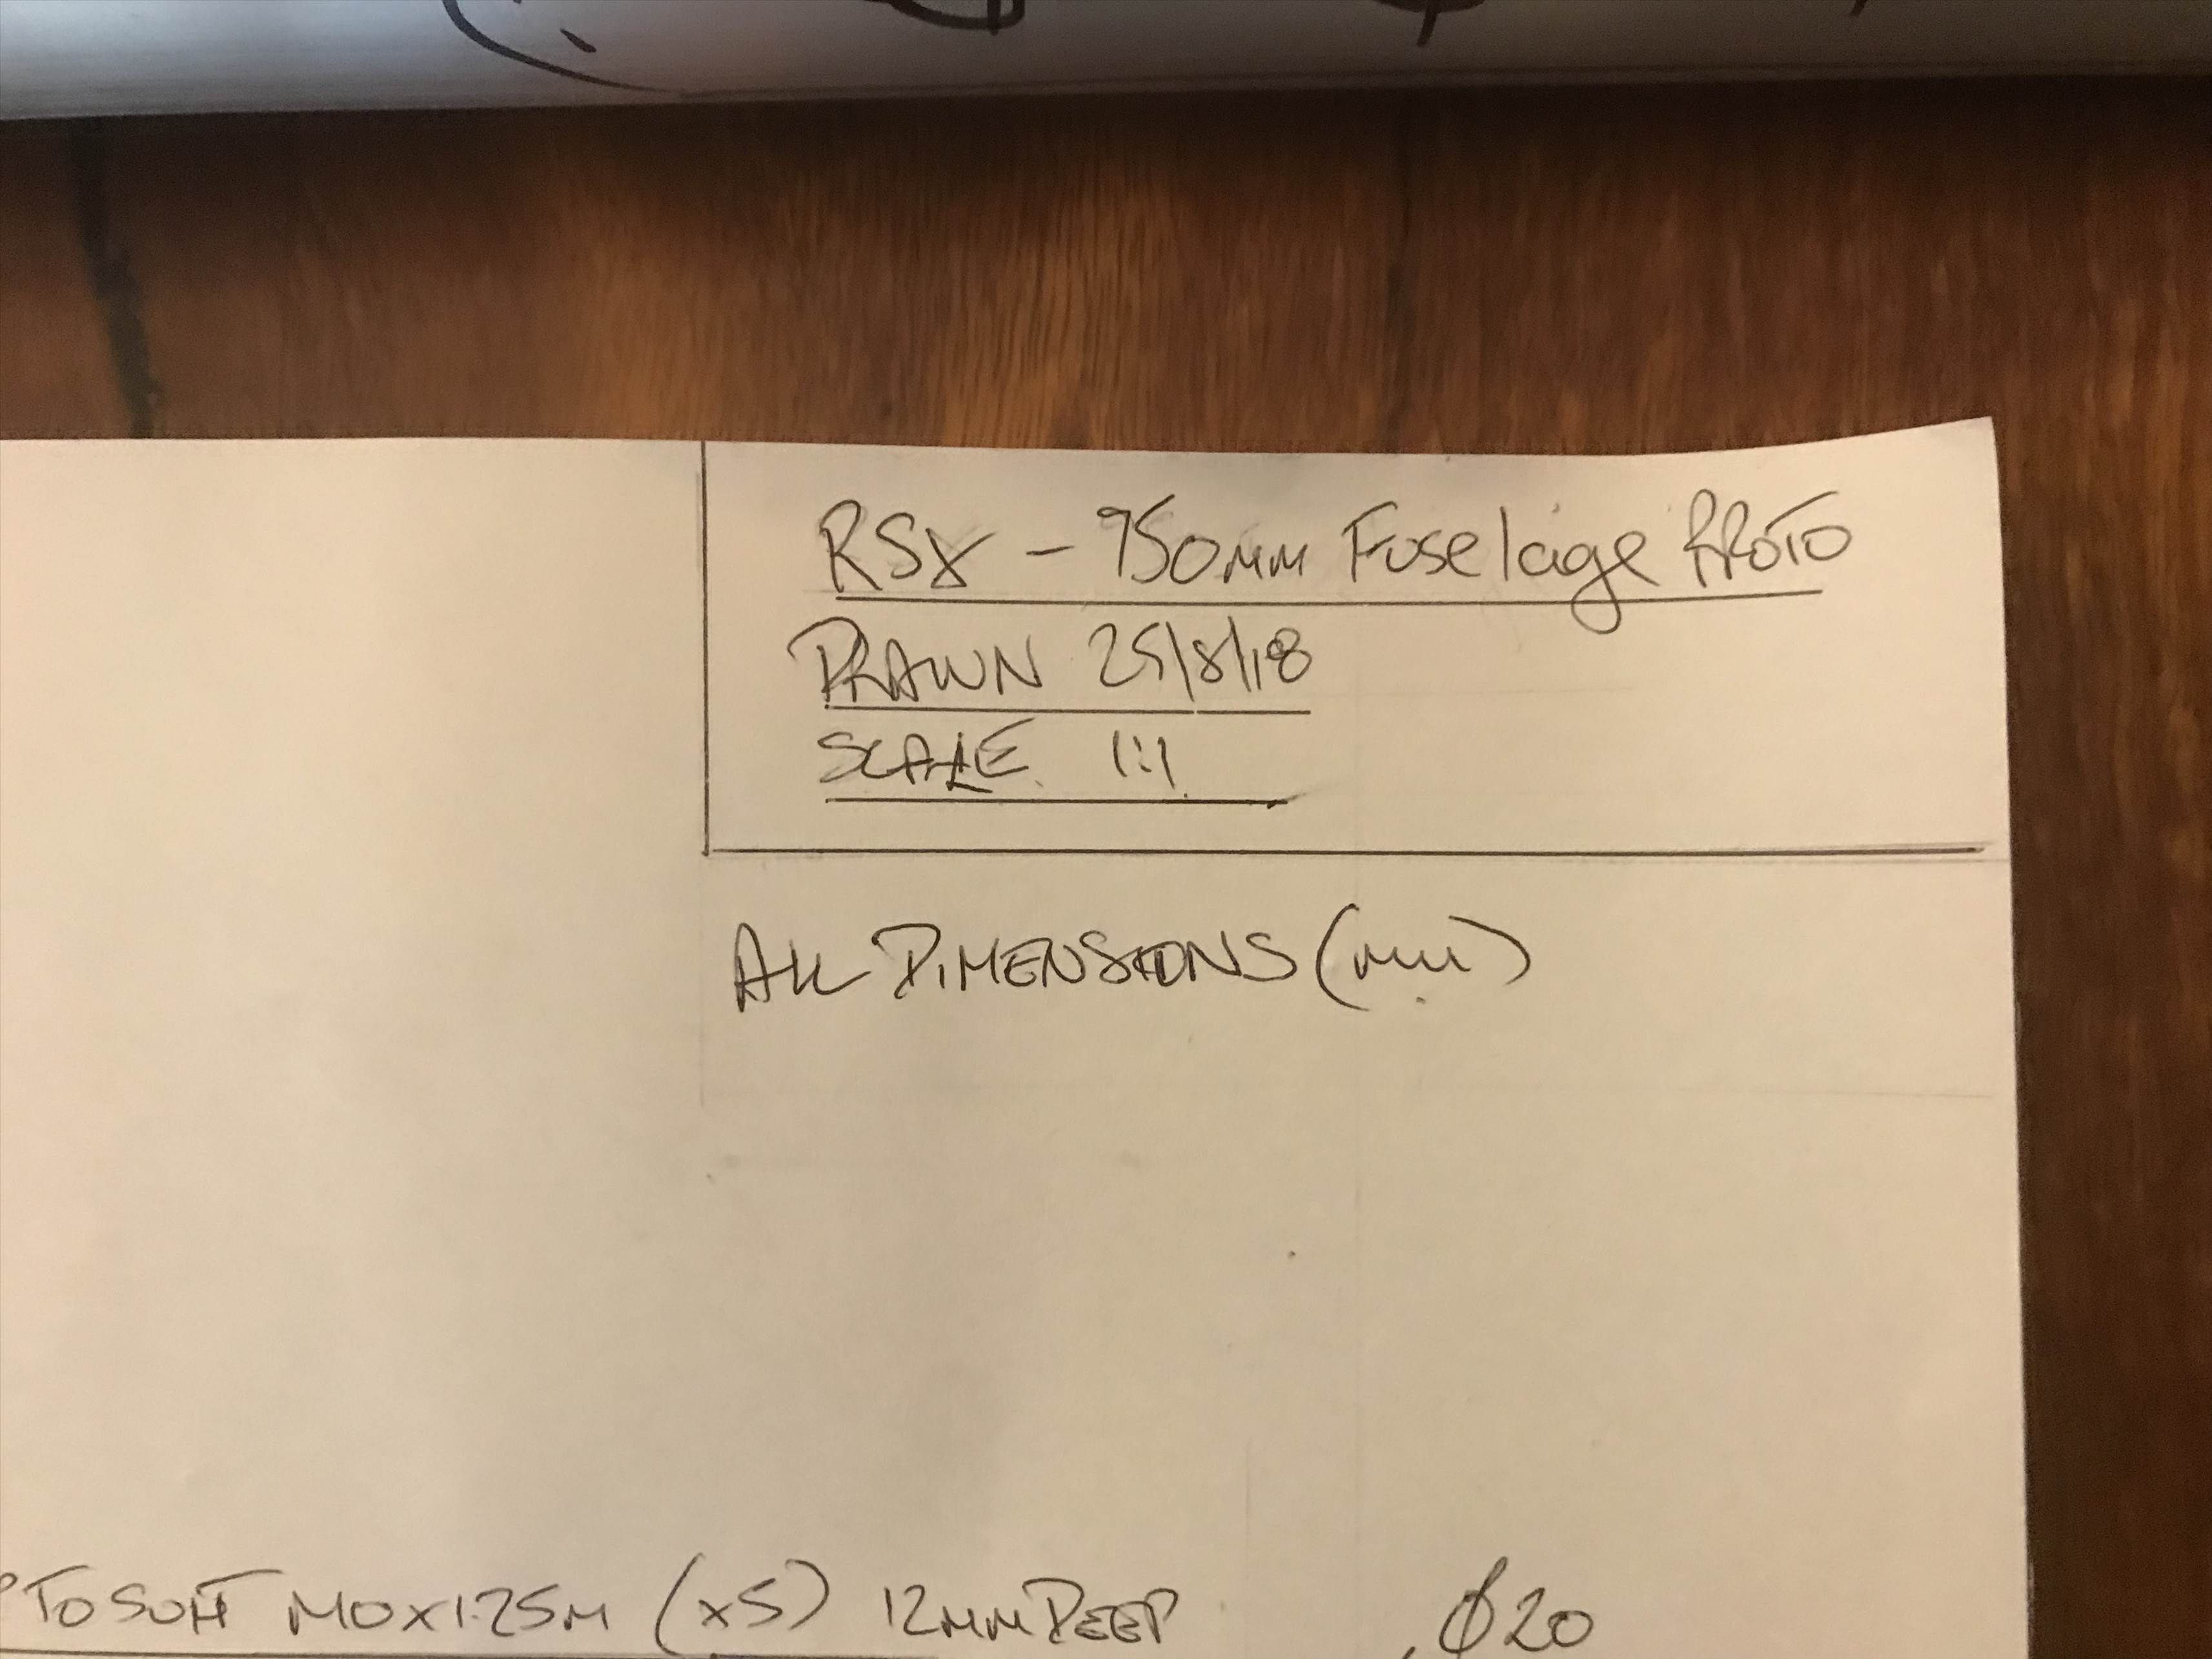 RSX - 950mm Fuselage PROTO
DRAWN 25/8/18
SCALE 1:1
ALL DIMENSIONS (mm)
TO SUIT M10x1.25M (x5) 12mm DEEP
Ø20